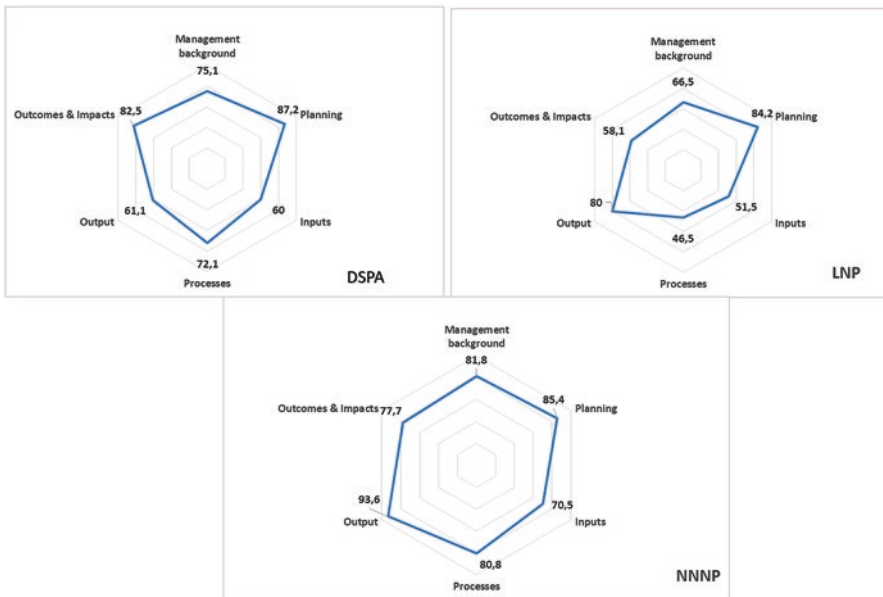 Management
background
75,1
Outcomes & Impacts
82,5
87,2
Planning
61,1
Output
60
Inputs
72,1
Processes
DSPA
Management
background
66,5
Outcomes & Impacts
58,1
84,2
Planning
80
Output
51,5
Inputs
46,5
Processes
LNP
Management
background
81,8
Outcomes & Impacts
77,7
85,4
Planning
93,6
Output
70,5
Inputs
80,8
Processes
NNNP